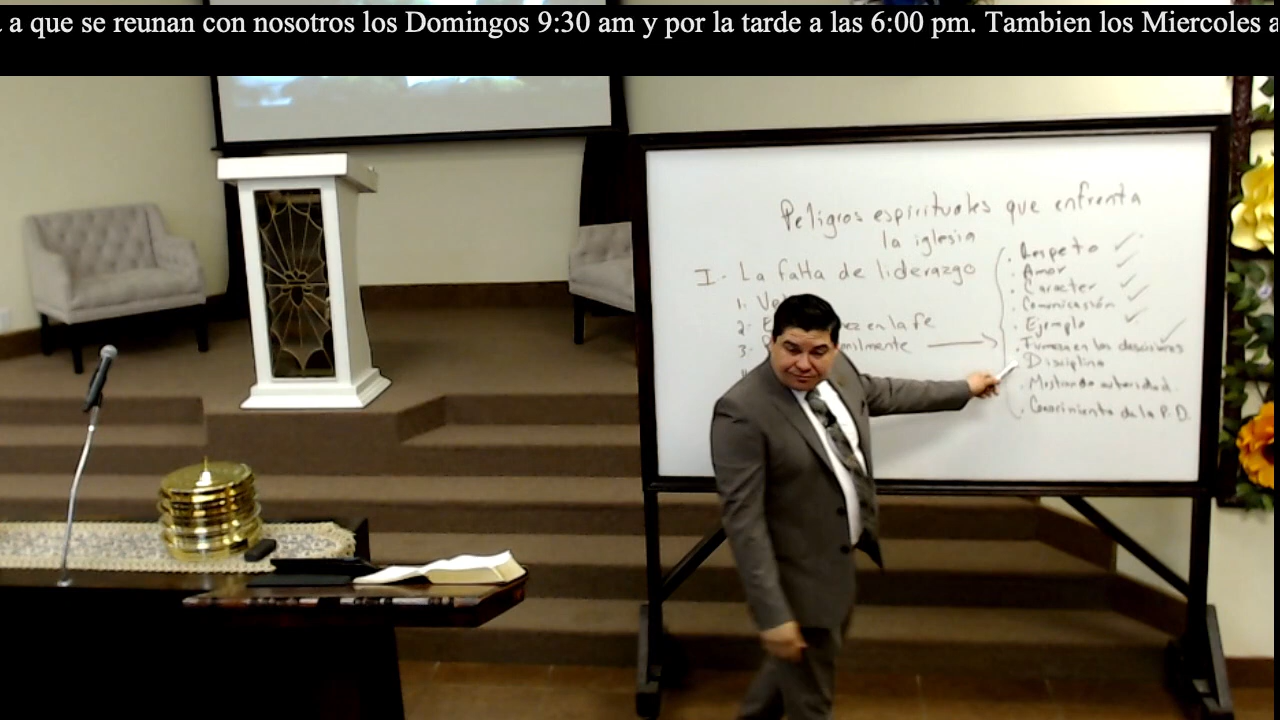 a que se reunan con nosotros los Domingos 9:30 am y por la tarde a las 6:00 pm. Tambien los Miercoles a
Peligros espirituales que enfrenta
la iglesia
I. La falta de liderazgo
1.
2. en la fe
3.
. Respeto ✓
. Amor ✓
. Caracter ✓
. Comunicasión ✓
. Ejemplo ✓
. Firmeza en las desciones ✓
. Disciplina
. Mostrando autoridad
. Conocimiento de la P.D.